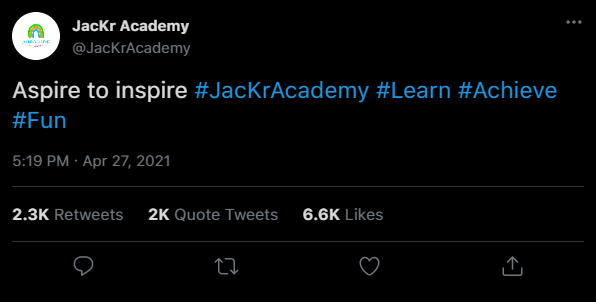 JacKr Academy
@JacKrAcademy
Aspire to inspire #JacKrAcademy #Learn #Achieve
#Fun
5:19 PM · Apr 27, 2021
2.3K Retweets 2K Quote Tweets 6.6K Likes